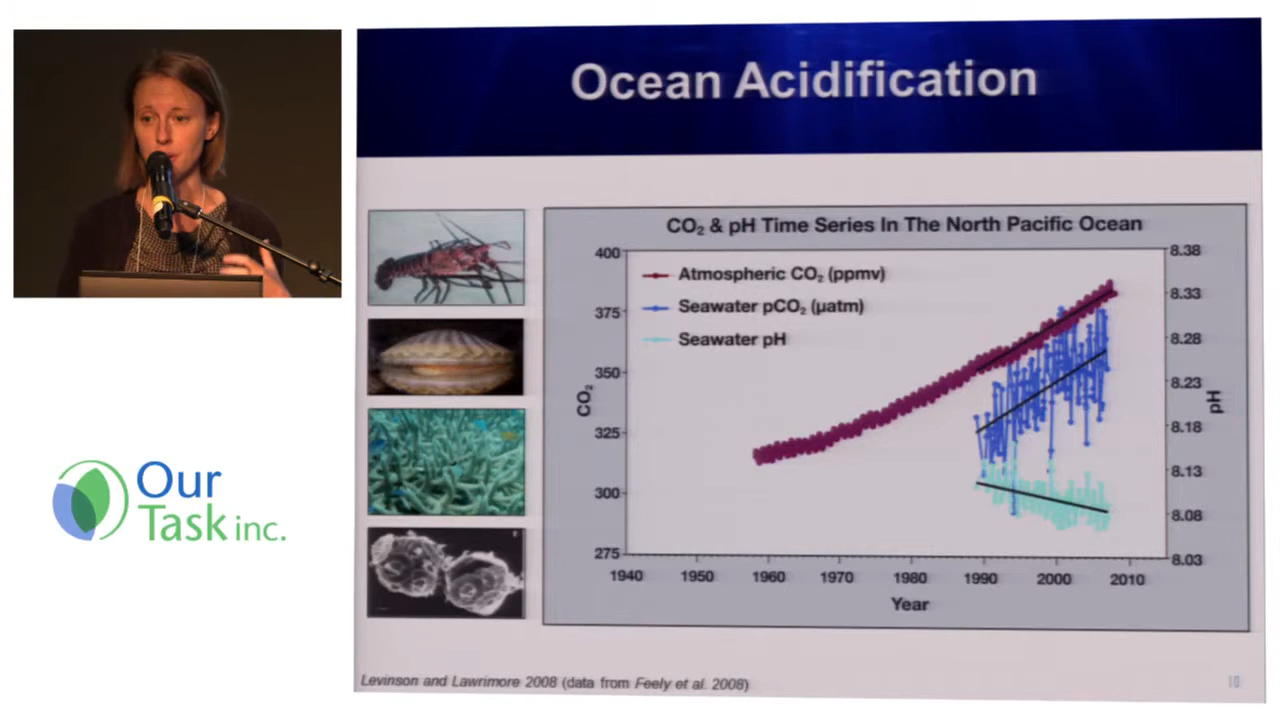 Ocean Acidification
CO₂ & pH Time Series In The North Pacific Ocean
400
375
350
325
300
275
CO₂
Atmospheric CO₂ (ppmv)
Seawater pCO₂ (µatm)
Seawater pH
8.38
8.33
8.28
8.23
8.18
8.13
8.08
8.03
pH
1940 1950 1960 1970 1980 1990 2000 2010
Year
Our
Task inc.
Levinson and Lawrimore 2008 (data from Feely et al. 2008)
10